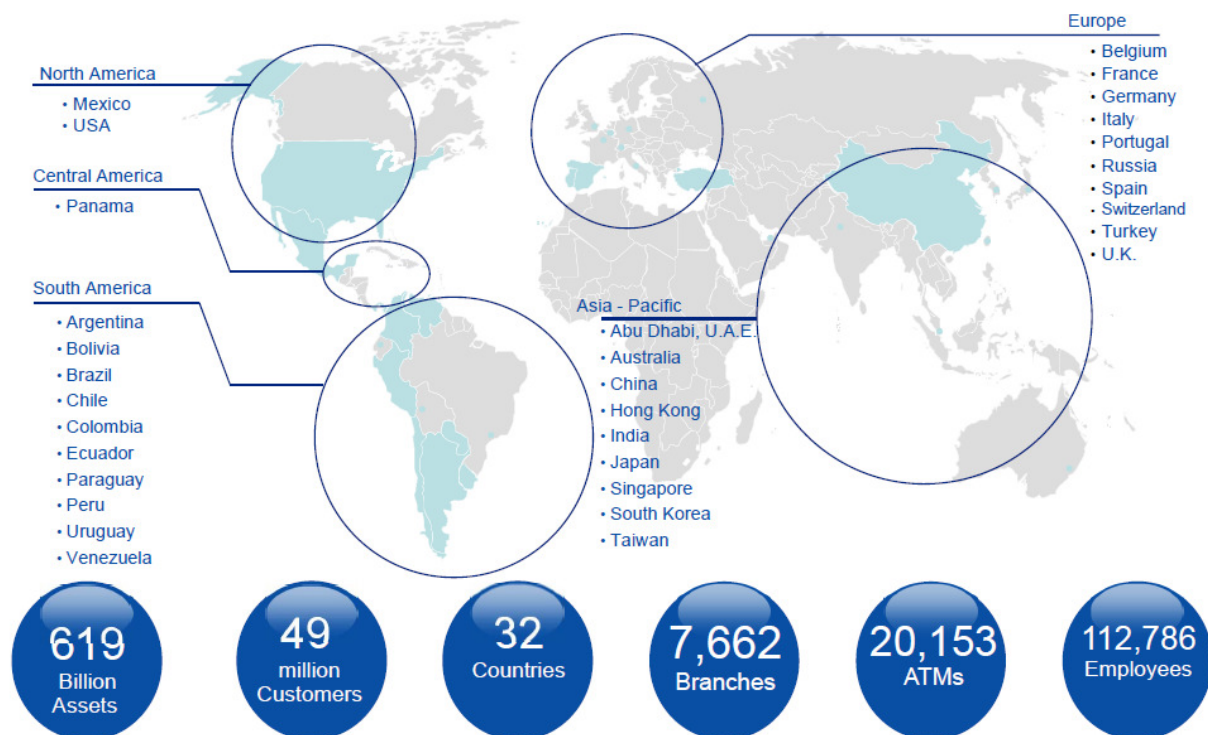 North America
• Mexico
• USA
Central America
• Panama
South America
• Argentina
• Bolivia
• Brazil
• Chile
• Colombia
• Ecuador
• Paraguay
• Peru
• Uruguay
• Venezuela
Europe
• Belgium
• France
• Germany
• Italy
• Portugal
• Russia
• Spain
• Switzerland
• Turkey
• U.K.
Asia - Pacific
• Abu Dhabi, U.A.E.
• Australia
• China
• Hong Kong
• India
• Japan
• Singapore
• South Korea
• Taiwan
619
Billion
Assets
49
million
Customers
32
Countries
7,662
Branches
20,153
ATMs
112,786
Employees